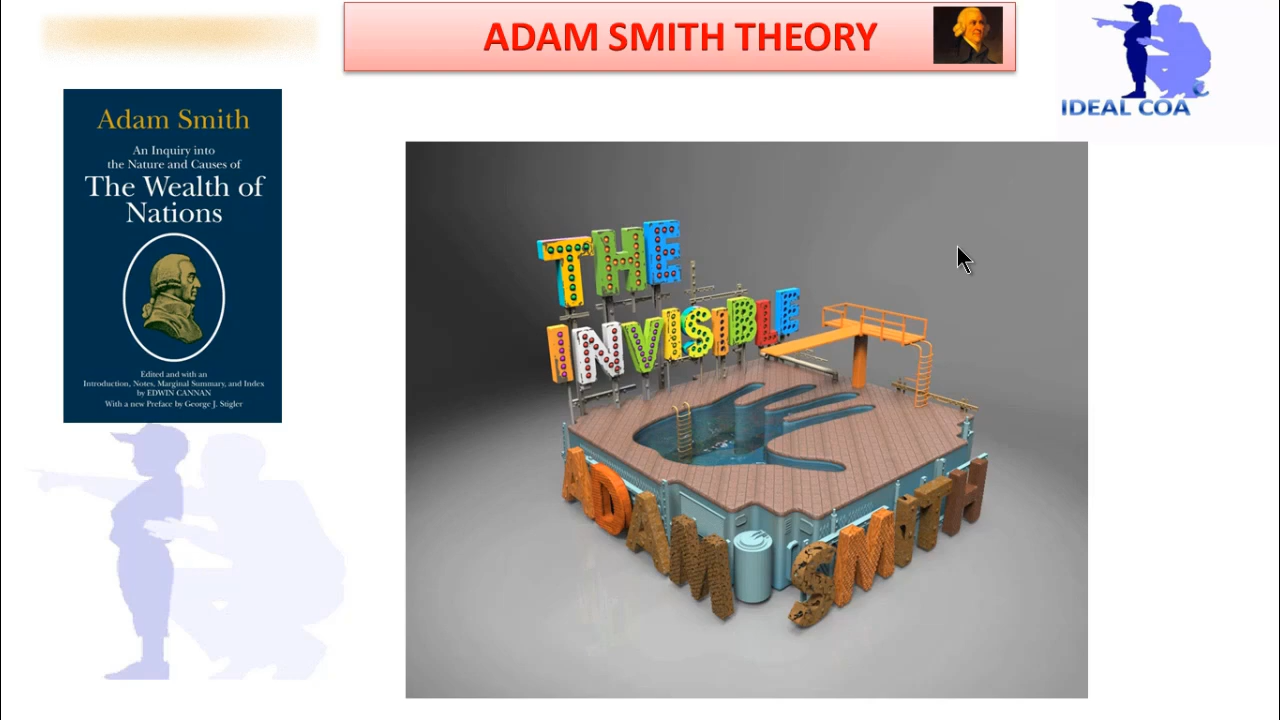 ADAM SMITH THEORY
IDEAL COA
Adam Smith
An Inquiry into
the Nature and Causes of
The Wealth of
Nations
Edited and with an
Introduction, Notes, Marginal Summary, and Index
by EDWIN CANNAN
With a new Preface by George J. Stigler
THE
INVISIBLE
ADAM SMITH